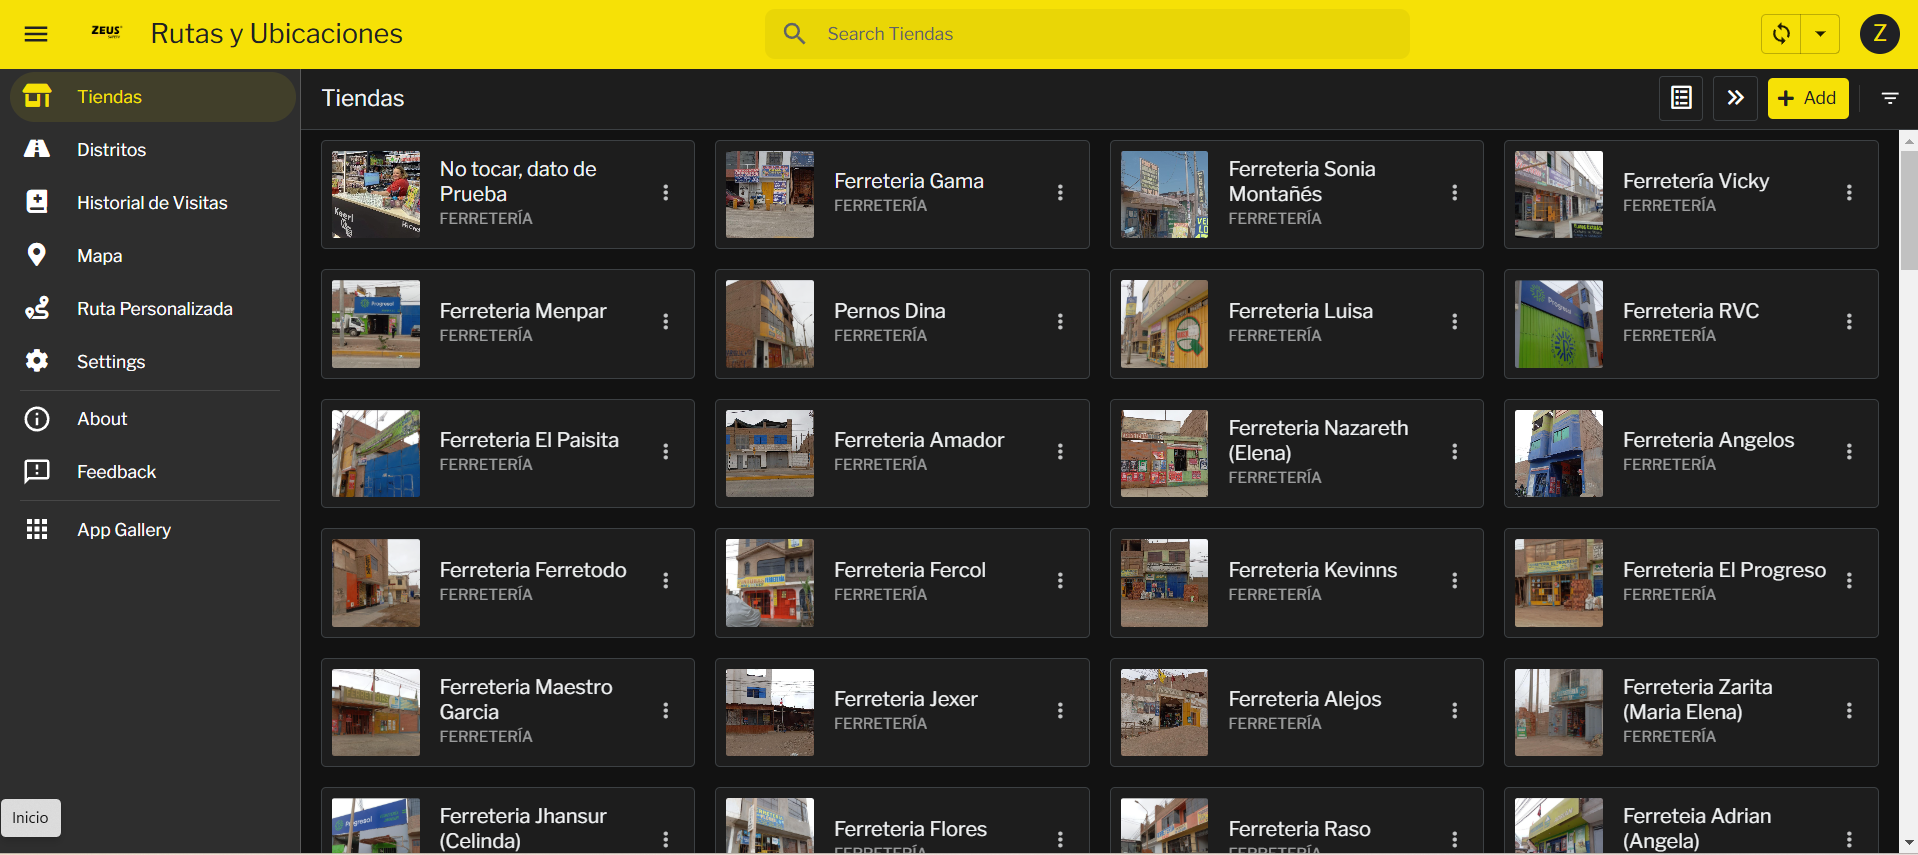 ZEUS
Rutas y Ubicaciones
Search Tiendas
Z
Tiendas
Distritos
Historial de Visitas
Mapa
Ruta Personalizada
Settings
About
Feedback
App Gallery
Inicio
Tiendas
Add
No tocar, dato de
Prueba
FERRETERÍA
Ferreteria Gama
FERRETERÍA
Ferreteria Sonia
Montañés
FERRETERÍA
Ferretería Vicky
FERRETERÍA
Ferreteria Menpar
FERRETERÍA
Pernos Dina
FERRETERÍA
Ferreteria Luisa
FERRETERÍA
Ferreteria RVC
FERRETERÍA
Ferreteria El Paisita
FERRETERÍA
Ferreteria Amador
FERRETERÍA
Ferreteria Nazareth
(Elena)
FERRETERÍA
Ferreteria Angelos
FERRETERÍA
Ferreteria Ferretodo
FERRETERÍA
Ferreteria Fercol
FERRETERÍA
Ferreteria Kevinns
FERRETERÍA
Ferreteria El Progreso
FERRETERÍA
Ferreteria Maestro
Garcia
FERRETERÍA
Ferreteria Jexer
FERRETERÍA
Ferreteria Alejos
FERRETERÍA
Ferreteria Zarita
(Maria Elena)
FERRETERÍA
Ferreteria Jhansur
(Celinda)
Ferreteria Flores
FERRETERÍA
Ferreteria Raso
FERRETERÍA
Ferreteia Adrian
(Angela)